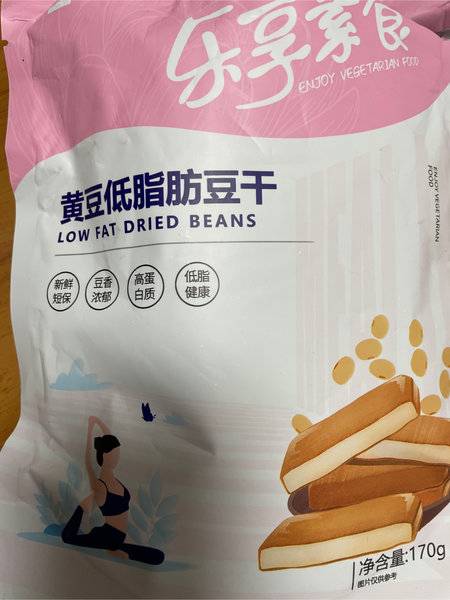 乐享素食
ENJOY VEGETARIAN FOOD
黄豆低脂肪豆干
LOW FAT DRIED BEANS
ENJOY VEGETARIAN
FOOD
新鲜
短保
豆香
浓郁
高蛋
白质
低脂
健康
净含量:170g
图片仅供参考